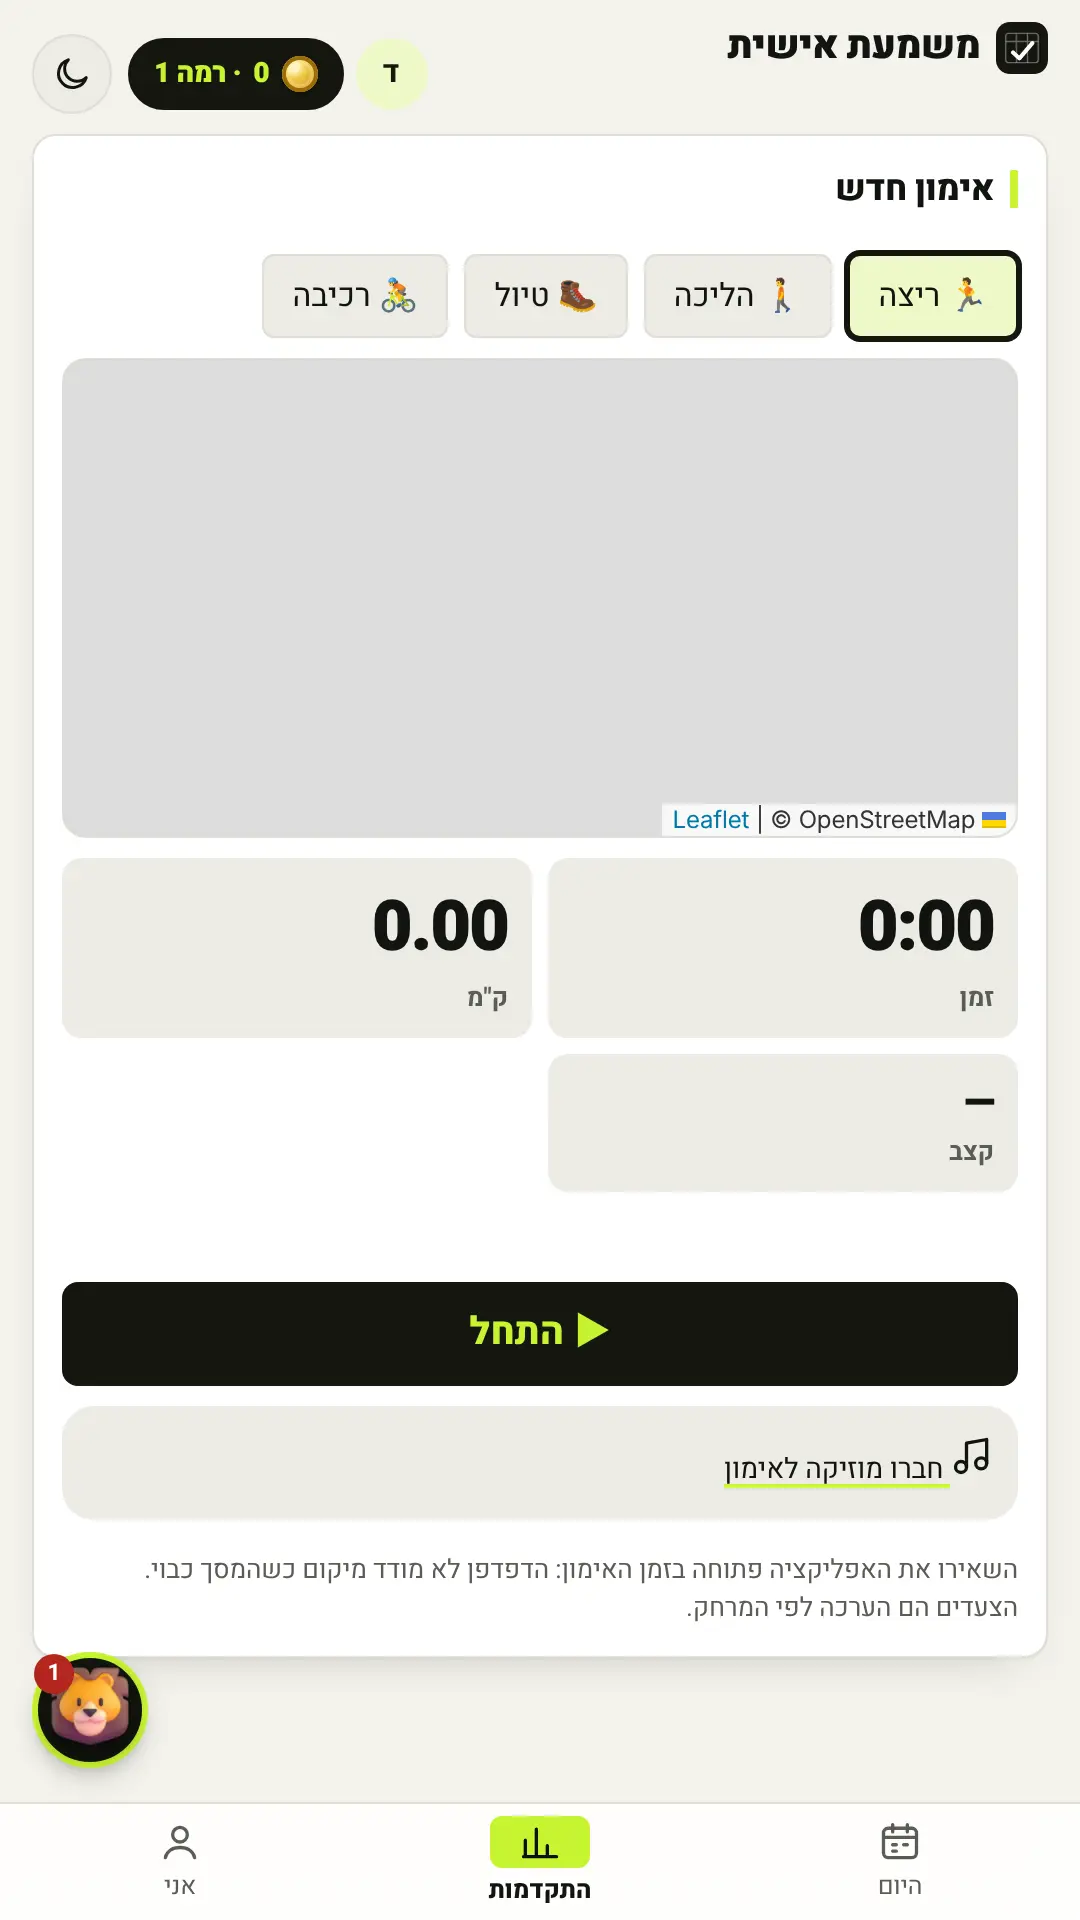 משמעת אישית
ד
0 · רמה 1
אימון חדש
ריצה
הליכה
טיול
רכיבה
Leaflet | © OpenStreetMap
0:00
זמן
0.00
ק"מ
–
קצב
התחל
חברו מוזיקה לאימון
השאירו את האפליקציה פתוחה בזמן האימון: הדפדפן לא מודד מיקום כשהמסך כבוי.
הצעדים הם הערכה לפי המרחק.
1
היום
התקדמות
אני